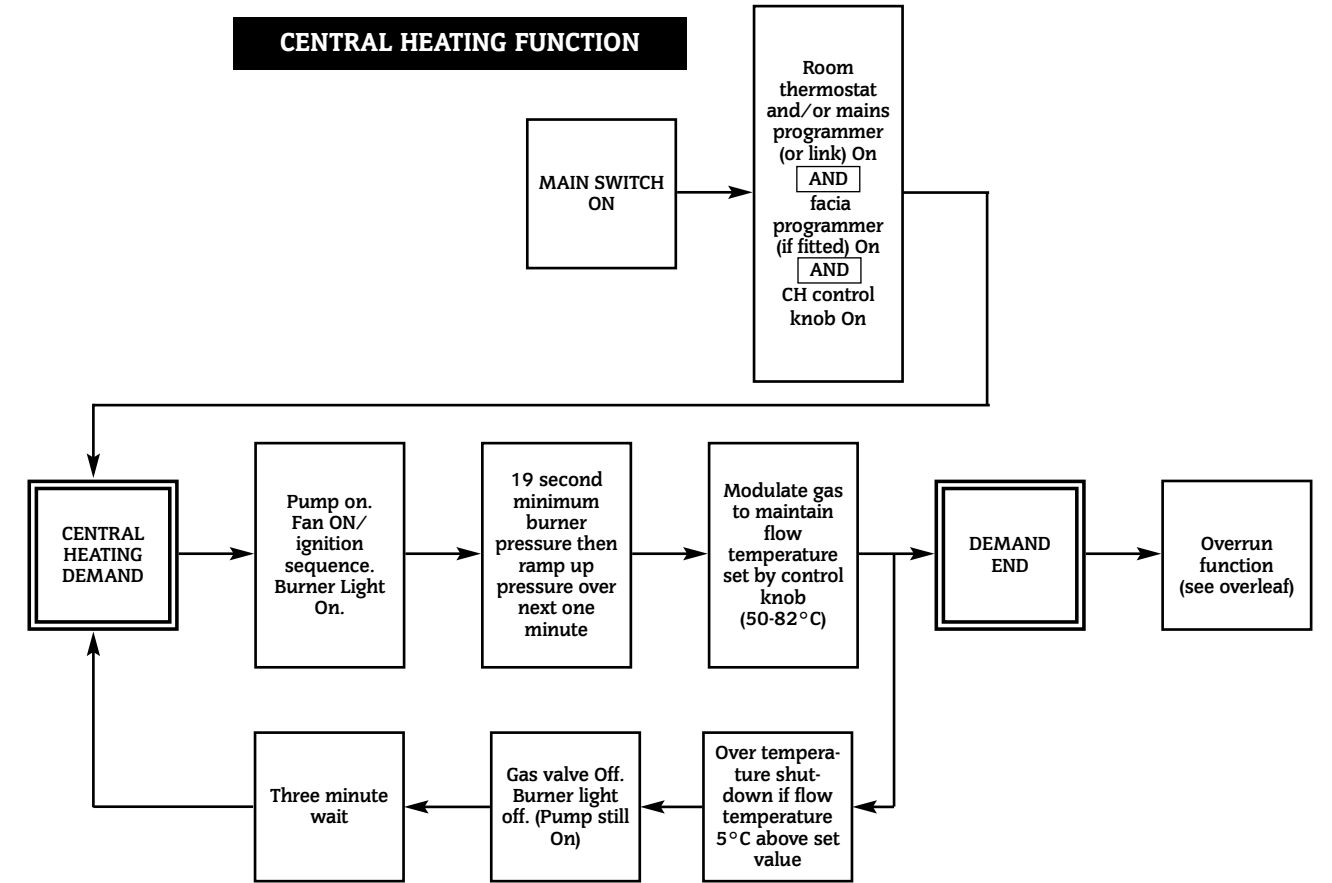 CENTRAL HEATING FUNCTION
MAIN SWITCH
ON
Room
thermostat
and/or mains
programmer
(or link) On
AND
facia
programmer
(if fitted) On
AND
CH control
knob On
CENTRAL
HEATING
DEMAND
Pump on.
Fan ON/
ignition
sequence.
Burner Light
On.
19 second
minimum
burner
pressure then
ramp up
pressure over
next one
minute
Modulate gas
to maintain
flow
temperature
set by control
knob
(50-82°C)
DEMAND
END
Overrun
function
(see overleaf)
Over tempera-
ture shut-
down if flow
temperature
5°C above set
value
Gas valve Off.
Burner light
off. (Pump still
On)
Three minute
wait